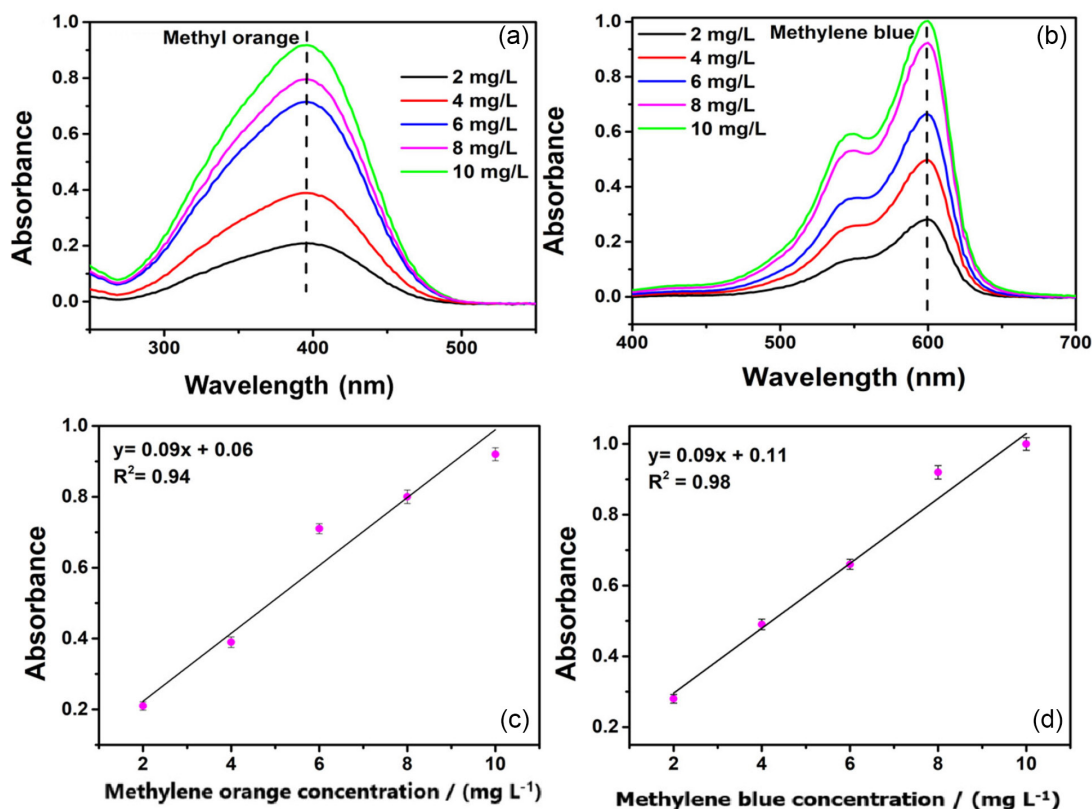 (a)
Methyl orange
2 mg/L
4 mg/L
6 mg/L
8 mg/L
10 mg/L
Absorbance
1.0
0.8
0.6
0.4
0.2
0.0
300
400
500
Wavelength (nm)
(b)
Methylene blue
2 mg/L
4 mg/L
6 mg/L
8 mg/L
10 mg/L
Absorbance
1.0
0.8
0.6
0.4
0.2
0.0
400
500
600
700
Wavelength (nm)
y= 0.09x + 0.06
R²= 0.94
Absorbance
1.0
0.8
0.6
0.4
0.2
(c)
2
4
6
8
10
Methylene orange concentration / (mg L⁻¹)
y= 0.09x + 0.11
R² = 0.98
Absorbance
1.0
0.8
0.6
0.4
0.2
(d)
2
4
6
8
10
Methylene blue concentration / (mg L⁻¹)